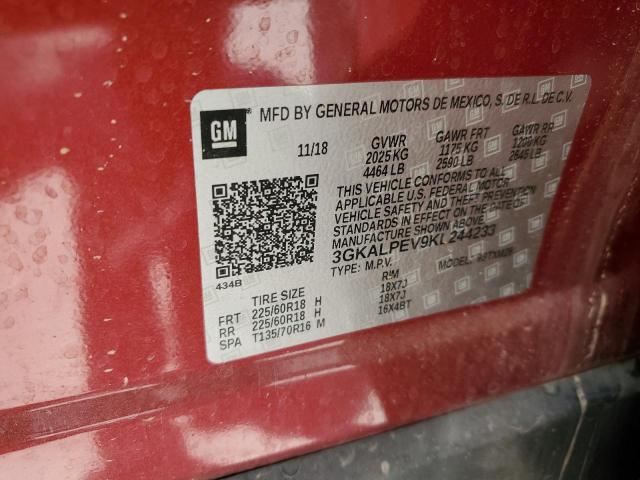 GM MFD BY GENERAL MOTORS DE MEXICO, S. DE R.L. DE C.V.
11/18 GVWR GAWR FRT GAWR RR
2025 KG 1175 KG 1200 KG
4464 LB 2590 LB 2645 LB
THIS VEHICLE CONFORMS TO ALL
APPLICABLE U.S. FEDERAL MOTOR
VEHICLE SAFETY AND THEFT PREVENTION
STANDARDS IN EFFECT ON THE DATE OF
MANUFACTURE SHOWN ABOVE
3GKALPEV9KL244233
TYPE: M.P.V. MODEL:
434B
TIRE SIZE RIM
FRT 225/60R18 H 18X7J
RR 225/60R18 H 18X7J
SPA T135/70R16 M 16X4BT